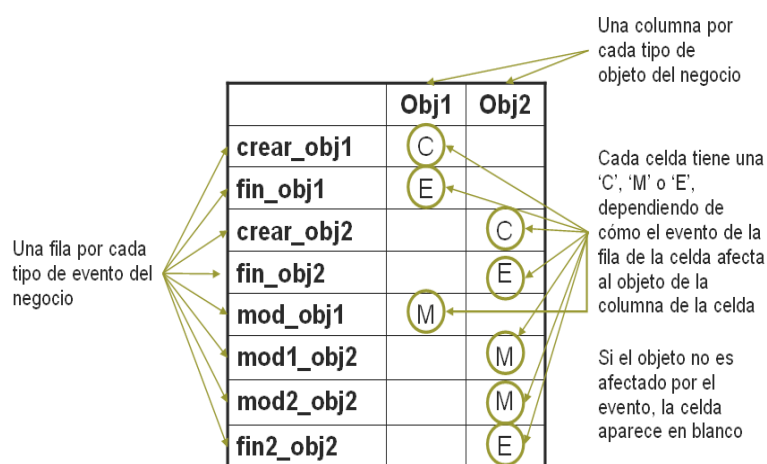 Una columna por
cada tipo de
objeto del negocio
Obj1 Obj2
crear_obj1 C
fin_obj1 E
crear_obj2 C
fin_obj2 E
mod_obj1 M
mod1_obj2 M
mod2_obj2 M
fin2_obj2 E
Una fila por cada
tipo de evento del
negocio
Cada celda tiene una
‘C’, ‘M’ o ‘E’,
dependiendo de
cómo el evento de la
fila de la celda afecta
al objeto de la
columna de la celda
Si el objeto no es
afectado por el
evento, la celda
aparece en blanco